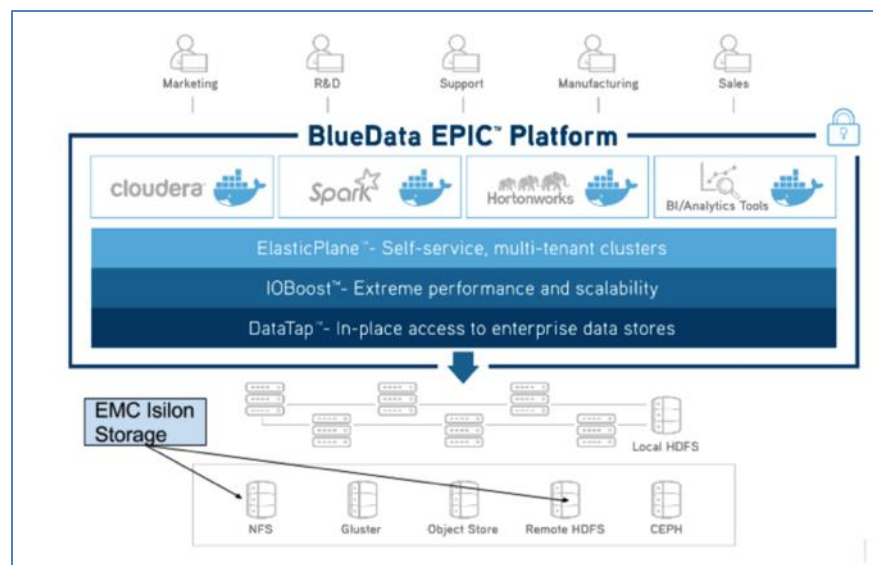 Marketing
R&D
Support
Manufacturing
Sales
BlueData EPIC™ Platform
cloudera
Spark
Hortonworks
BI/Analytics Tools
ElasticPlane™- Self-service, multi-tenant clusters
IOBoost™- Extreme performance and scalability
DataTap™- In-place access to enterprise data stores
EMC Isilon
Storage
Local HDFS
NFS
Gluster
Object Store
Remote HDFS
CEPH